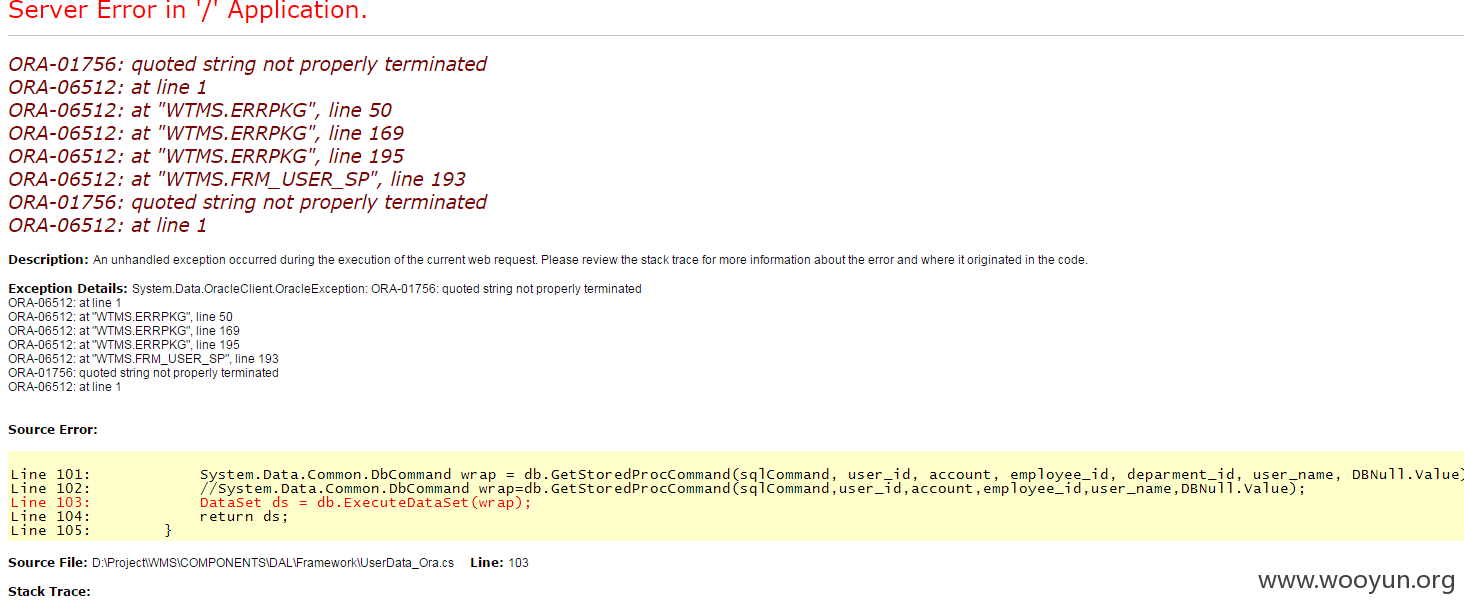 Server Error in '/' Application.
ORA-01756: quoted string not properly terminated
ORA-06512: at line 1
ORA-06512: at "WTMS.ERRPKG", line 50
ORA-06512: at "WTMS.ERRPKG", line 169
ORA-06512: at "WTMS.ERRPKG", line 195
ORA-06512: at "WTMS.FRM_USER_SP", line 193
ORA-01756: quoted string not properly terminated
ORA-06512: at line 1
Description: An unhandled exception occurred during the execution of the current web request. Please review the stack trace for more information about the error and where it originated in the code.
Exception Details: System.Data.OracleClient.OracleException: ORA-01756: quoted string not properly terminated
ORA-06512: at line 1
ORA-06512: at "WTMS.ERRPKG", line 50
ORA-06512: at "WTMS.ERRPKG", line 169
ORA-06512: at "WTMS.ERRPKG", line 195
ORA-06512: at "WTMS.FRM_USER_SP", line 193
ORA-01756: quoted string not properly terminated
ORA-06512: at line 1
Source Error:
Line 101: System.Data.Common.DbCommand wrap = db.GetStoredProcCommand(sqlCommand, user_id, account, employee_id, deparment_id, user_name, DBNull.Value)
Line 102: //System.Data.Common.DbCommand wrap=db.GetStoredProcCommand(sqlCommand,user_id,account,employee_id,user_name,DBNull.Value);
Line 103: DataSet ds = db.ExecuteDataSet(wrap);
Line 104: return ds;
Line 105: }
Source File: D:\Project\WMS\COMPONENTS\DAL\Framework\UserData_Ora.cs Line: 103
Stack Trace:
www.wooyun.org